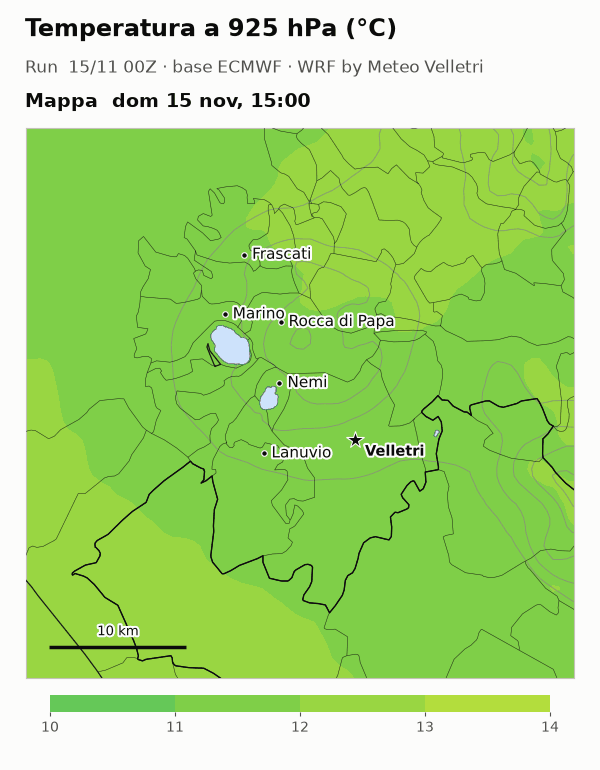 Temperatura a 925 hPa (°C)
Run  15/11 00Z · base ECMWF · WRF by Meteo Velletri
Mappa  dom 15 nov, 15:00
Frascati
Marino
Rocca di Papa
Nemi
Velletri
Lanuvio
10 km
10 11 12 13 14